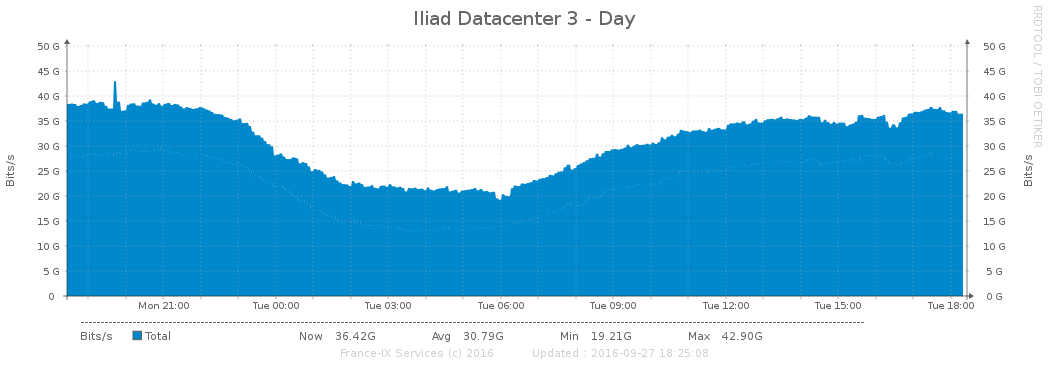 Iliad Datacenter 3 - Day
RRDTOOL / TOBI OETIKER
50 G 50 G
45 G 45 G
40 G 40 G
35 G 35 G
30 G 30 G
25 G 25 G
20 G 20 G
15 G 15 G
10 G 10 G
5 G 5 G
0 0 G
Bits/s Bits/s
Mon 21:00 Tue 00:00 Tue 03:00 Tue 06:00 Tue 09:00 Tue 12:00 Tue 15:00 Tue 18:00
Bits/s Total Now 36.42G Avg 30.79G Min 19.21G Max 42.90G
France-IX Services (c) 2016 Updated : 2016-09-27 18:25:08